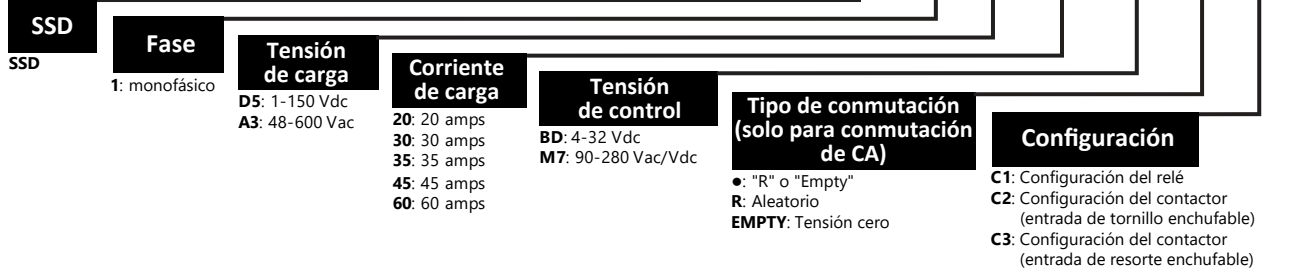 SSD
SSD
Fase
1: monofásico
Tensión
de carga
D5: 1-150 Vdc
A3: 48-600 Vac
Corriente
de carga
20: 20 amps
30: 30 amps
35: 35 amps
45: 45 amps
60: 60 amps
Tensión
de control
BD: 4-32 Vdc
M7: 90-280 Vac/Vdc
Tipo de conmutación
(solo para conmutación
de CA)
●: "R" o "Empty"
R: Aleatorio
EMPTY: Tensión cero
Configuración
C1: Configuración del relé
C2: Configuración del contactor
(entrada de tornillo enchufable)
C3: Configuración del contactor
(entrada de resorte enchufable)